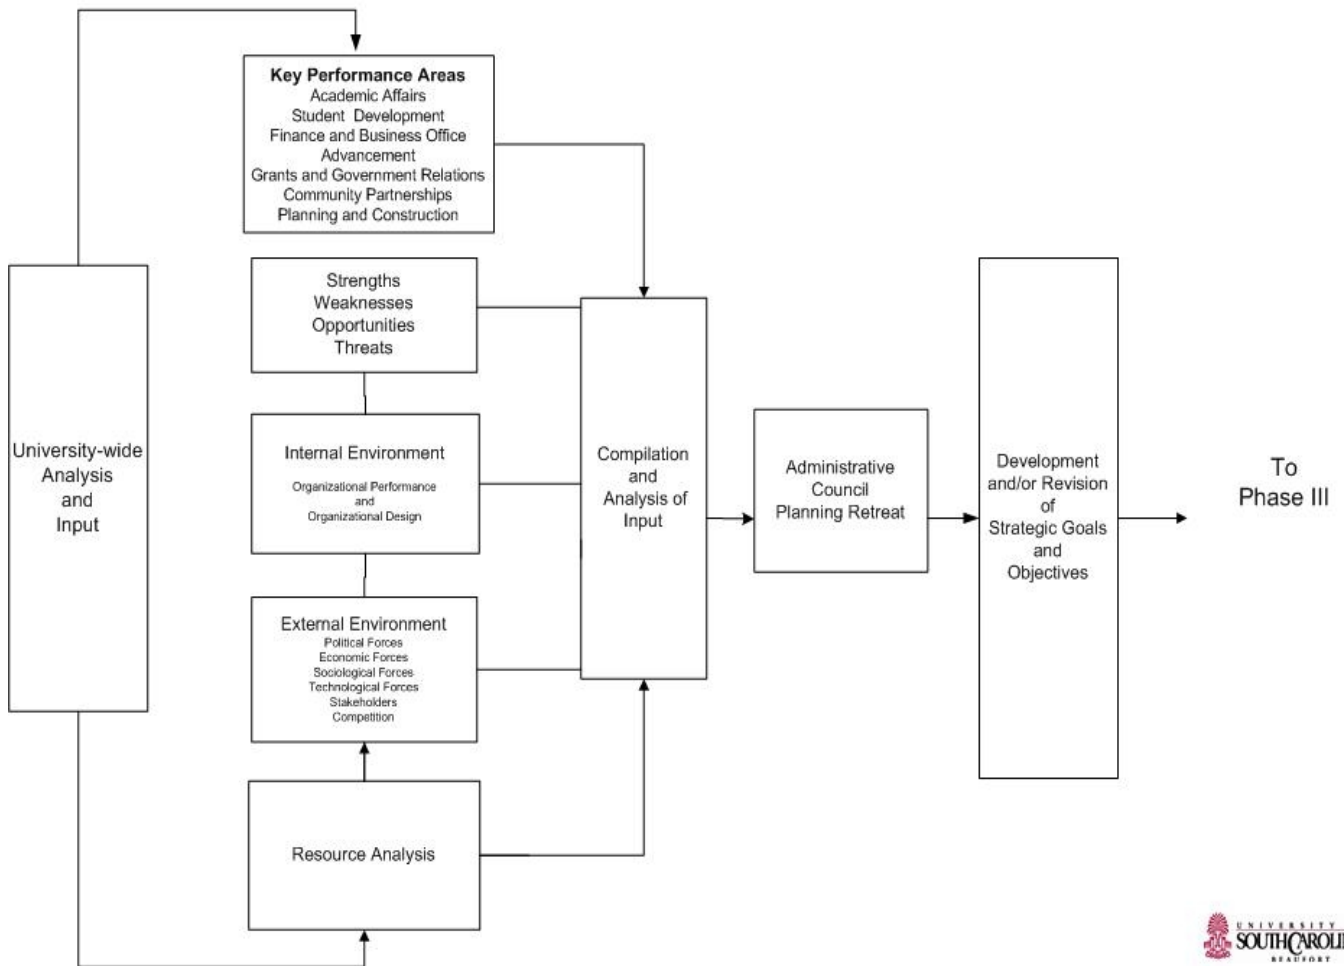 Key Performance Areas
Academic Affairs
Student Development
Finance and Business Office
Advancement
Grants and Government Relations
Community Partnerships
Planning and Construction
University-wide
Analysis
and
Input
Strengths
Weaknesses
Opportunities
Threats
Internal Environment
Organizational Performance
and
Organizational Design
External Environment
Political Forces
Economic Forces
Sociological Forces
Technological Forces
Stakeholders
Competition
Resource Analysis
Compilation
and
Analysis of
Input
Administrative
Council
Planning Retreat
Development
and/or Revision
of
Strategic Goals
and
Objectives
To
Phase III
UNIVERSITY
SOUTHCAROLI
BEAUFORT